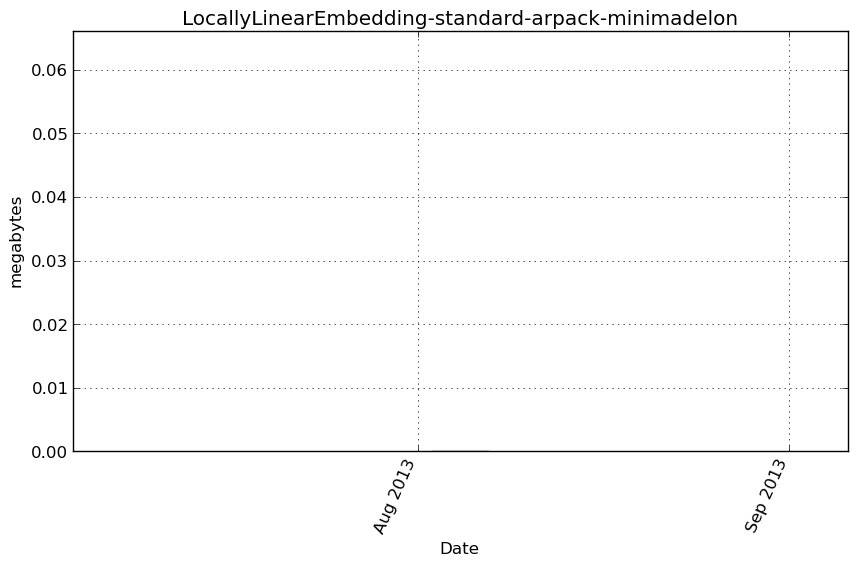 LocallyLinearEmbedding-standard-arpack-minimadelon
0.06
0.05
0.04
0.03
0.02
0.01
0.00
megabytes
Aug 2013
Sep 2013
Date